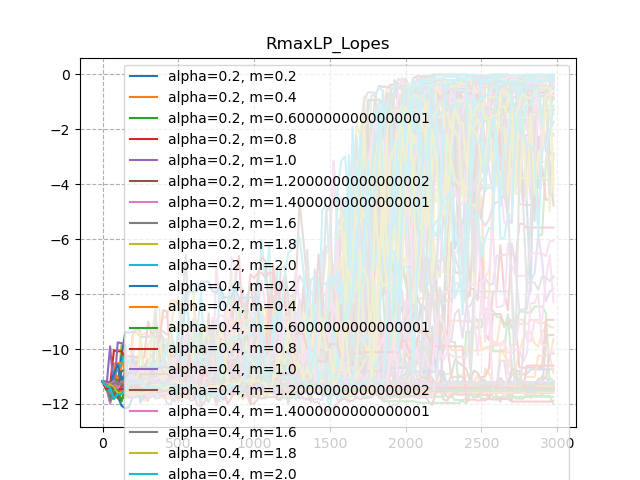 RmaxLP_Lopes
0
−2
−4
−6
−8
−10
−12
alpha=0.2, m=0.2
alpha=0.2, m=0.4
alpha=0.2, m=0.6000000000000001
alpha=0.2, m=0.8
alpha=0.2, m=1.0
alpha=0.2, m=1.2000000000000002
alpha=0.2, m=1.4000000000000001
alpha=0.2, m=1.6
alpha=0.2, m=1.8
alpha=0.2, m=2.0
alpha=0.4, m=0.2
alpha=0.4, m=0.4
alpha=0.4, m=0.6000000000000001
alpha=0.4, m=0.8
alpha=0.4, m=1.0
alpha=0.4, m=1.2000000000000002
alpha=0.4, m=1.4000000000000001
alpha=0.4, m=1.6
alpha=0.4, m=1.8
alpha=0.4, m=2.0
0 500 1000 1500 2000 2500 3000